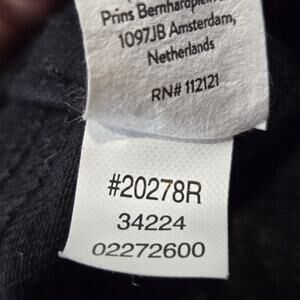 Prins Bernhardplein
1097JB Amsterdam,
Netherlands
RN# 112121
#20278R
34224
02272600